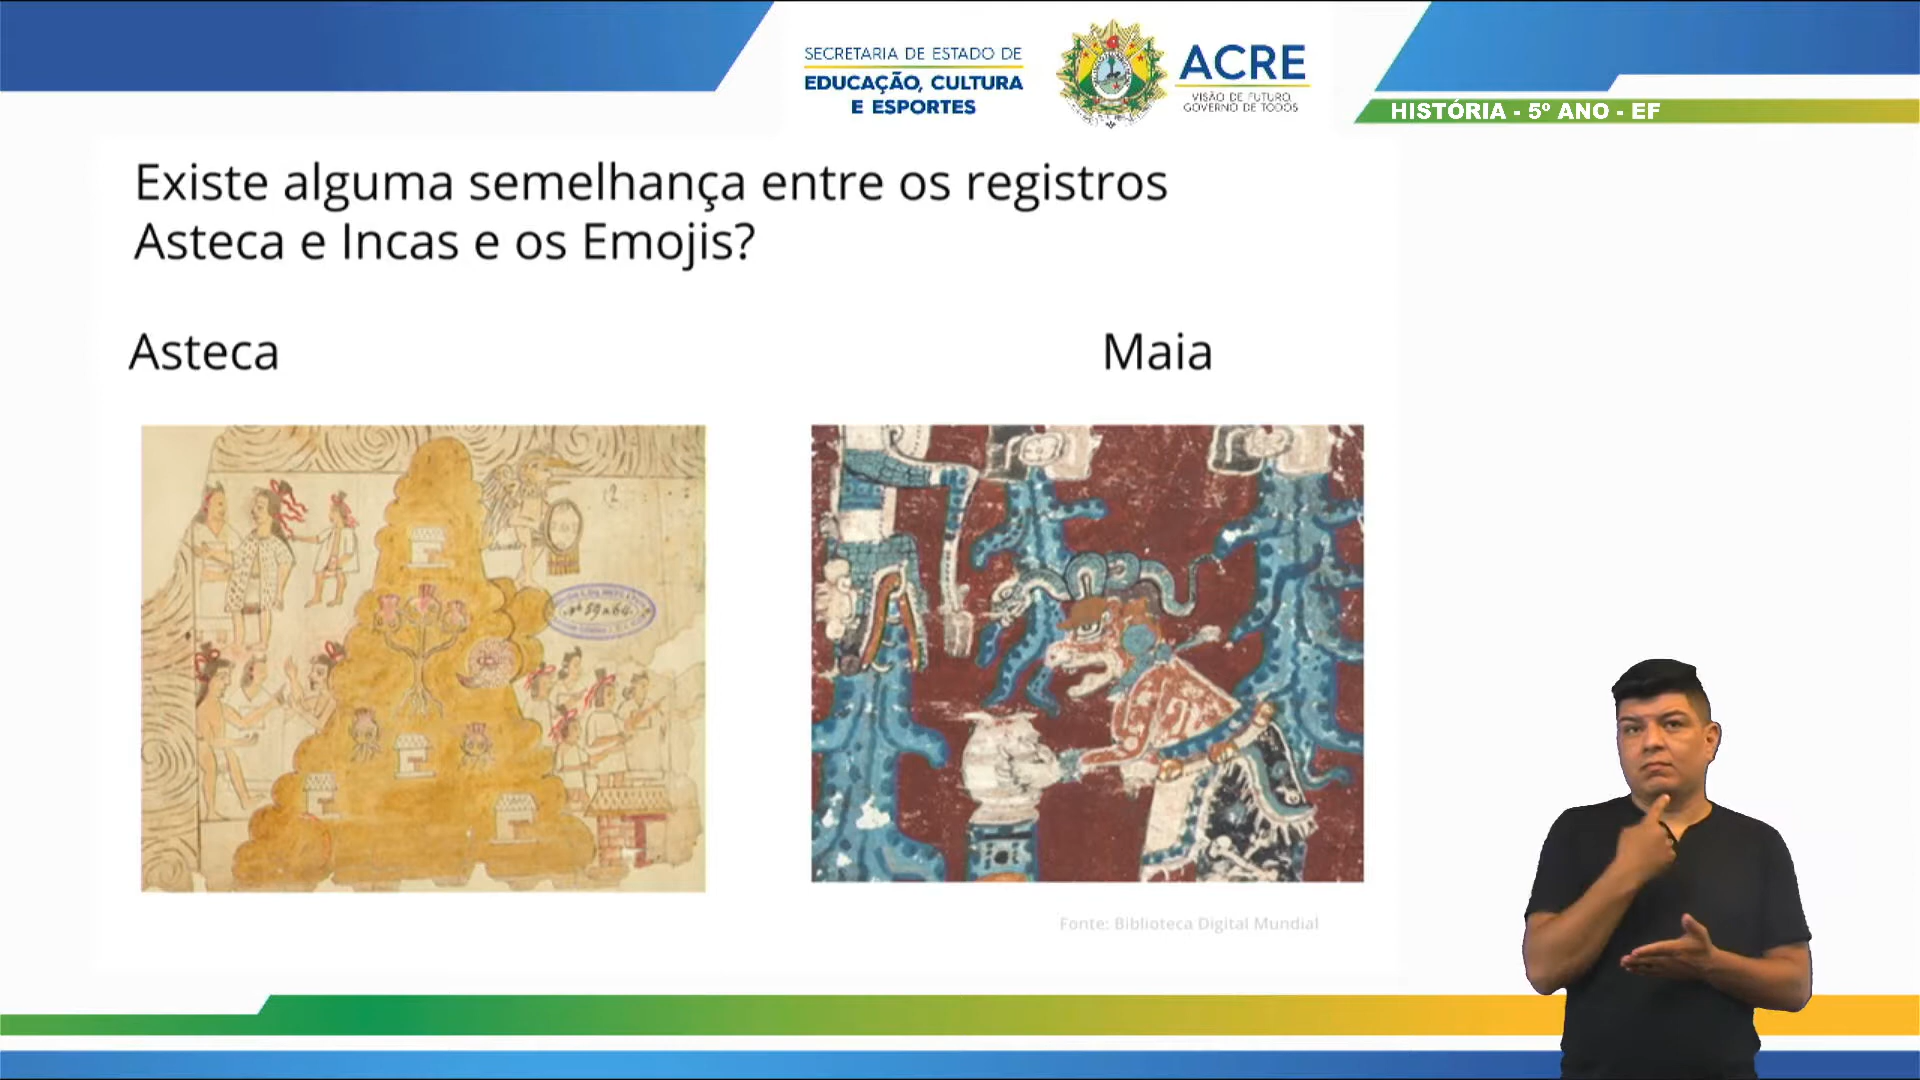 SECRETARIA DE ESTADO DE
EDUCAÇÃO, CULTURA
E ESPORTES
ACRE
VISÃO DE FUTURO,
GOVERNO DE TODOS
HISTÓRIA - 5º ANO - EF
Existe alguma semelhança entre os registros
Asteca e Incas e os Emojis?
Asteca
Maia
12
Fonte: Biblioteca Digital Mundial